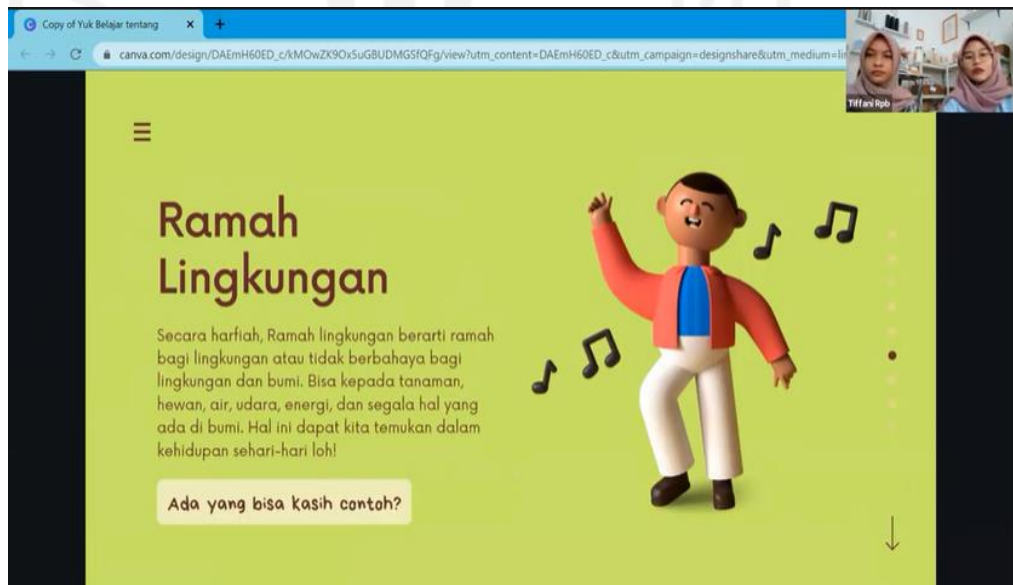 Copy of Yuk Belajar tentang
canva.com/design/DAEmH60ED_c/kMOwZK9Ox5uGBUDMGSfQFg/view?utm_content=DAEmH60ED_c&utm_campaign=designshare&utm_medium=li
Tiffani Rpb
Ramah
Lingkungan
Secara harfiah, Ramah lingkungan berarti ramah
bagi lingkungan atau tidak berbahaya bagi
lingkungan dan bumi. Bisa kepada tanaman,
hewan, air, udara, energi, dan segala hal yang
ada di bumi. Hal ini dapat kita temukan dalam
kehidupan sehari-hari loh!
Ada yang bisa kasih contoh?